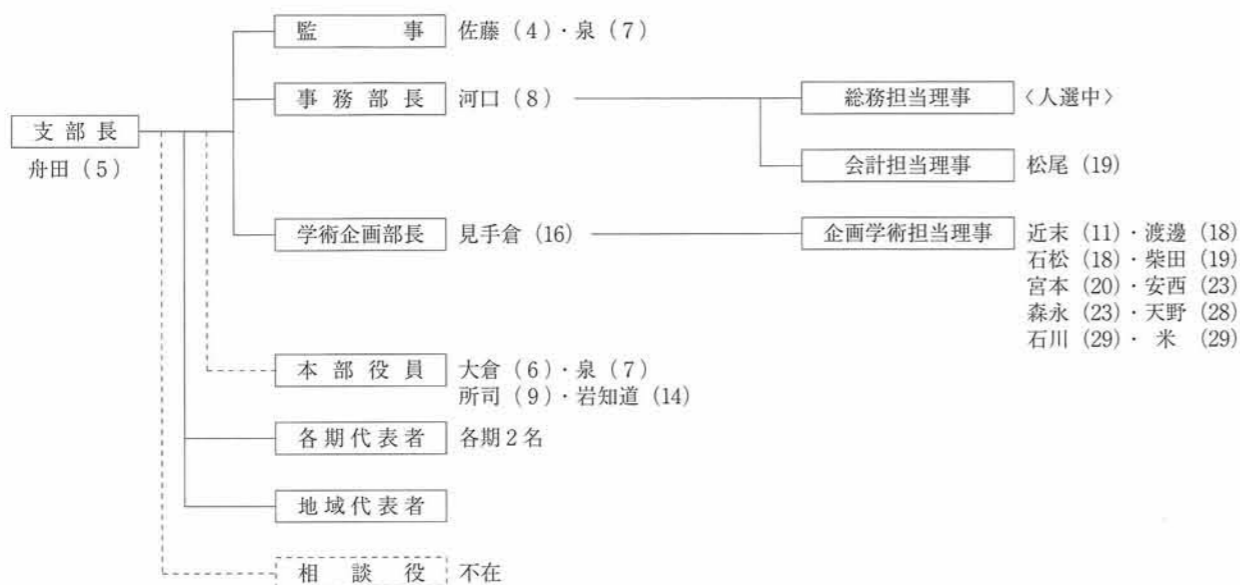 監事 佐藤（4）・泉（7）
事務部長 河口（8） 総務担当理事 〈人選中〉
支部長
舟田（5）
会計担当理事 松尾（19）
学術企画部長 見手倉（16） 企画学術担当理事 近末（11）・渡邊（18）
石松（18）・柴田（19）
宮本（20）・安西（23）
森永（23）・天野（28）
石川（29）・米（29）
本部役員 大倉（6）・泉（7）
所司（9）・岩知道（14）
各期代表者 各期2名
地域代表者
相談役 不在